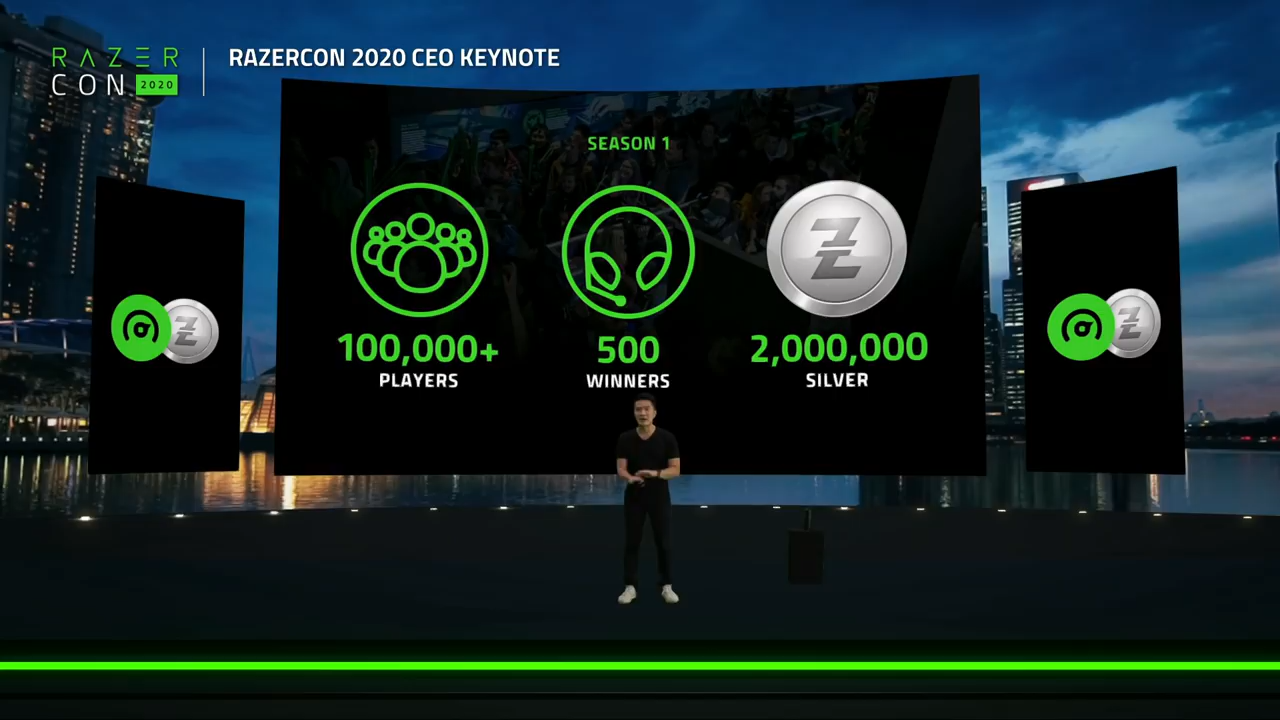 RAZER
CON 2020
RAZERCON 2020 CEO KEYNOTE
SEASON 1
100,000+
PLAYERS
500
WINNERS
2,000,000
SILVER